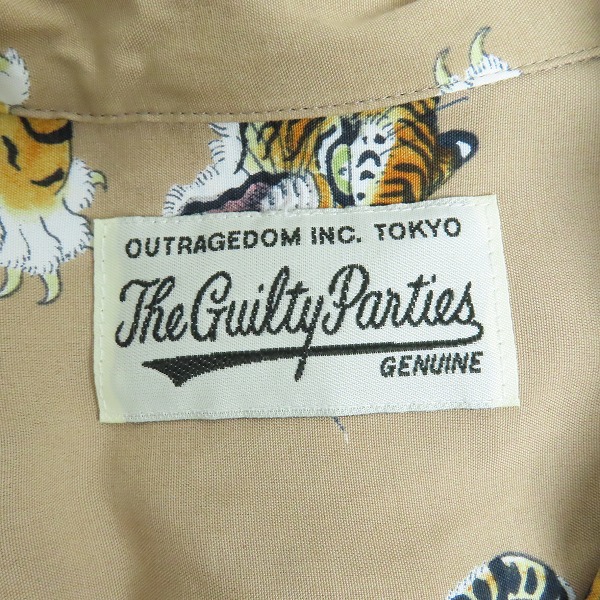 OUTRAGEDOM INC. TOKYO
The Guilty Parties
GENUINE